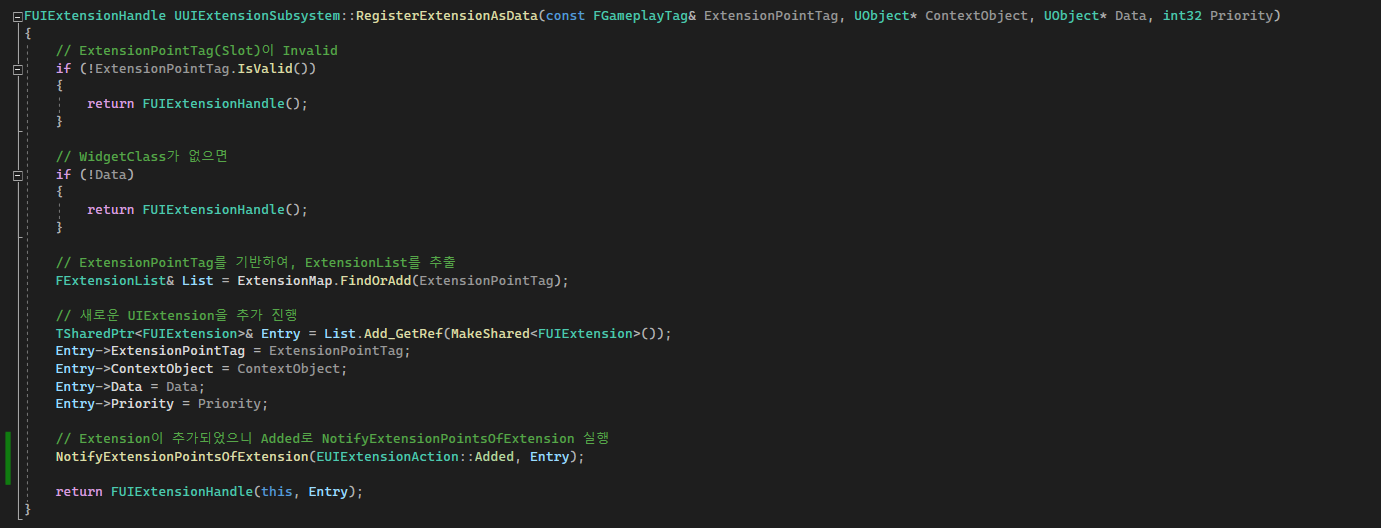 FUIExtensionHandle UUIExtensionSubsystem::RegisterExtensionAsData(const FGameplayTag& ExtensionPointTag, UObject* ContextObject, UObject* Data, int32 Priority)
{
    // ExtensionPointTag(Slot)이 Invalid
    if (!ExtensionPointTag.IsValid())
    {
        return FUIExtensionHandle();
    }
    // WidgetClass가 없으면
    if (!Data)
    {
        return FUIExtensionHandle();
    }
    // ExtensionPointTag를 기반하여, ExtensionList를 추출
    FExtensionList& List = ExtensionMap.FindOrAdd(ExtensionPointTag);
    // 새로운 UIExtension을 추가 진행
    TSharedPtr<FUIExtension>& Entry = List.Add_GetRef(MakeShared<FUIExtension>());
    Entry->ExtensionPointTag = ExtensionPointTag;
    Entry->ContextObject = ContextObject;
    Entry->Data = Data;
    Entry->Priority = Priority;
    // Extension이 추가되었으니 Added로 NotifyExtensionPointsOfExtension 실행
    NotifyExtensionPointsOfExtension(EUIExtensionAction::Added, Entry);
    return FUIExtensionHandle(this, Entry);
}